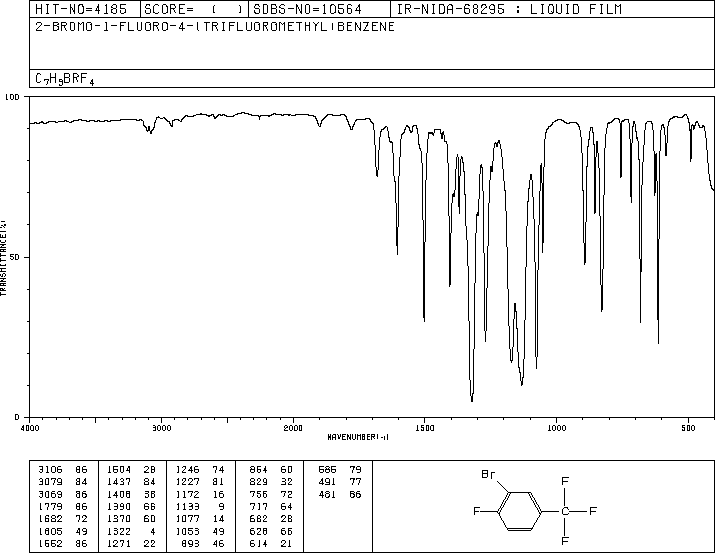 HIT-NO=4185 SCORE= ( ) SDBS-NO=10564 IR-NIDA-68295 : LIQUID FILM
2-BROMO-1-FLUORO-4-(TRIFLUOROMETHYL)BENZENE
C7H3BRF4
100
50
0
TRANSMITTANCE(%)
4000 3000 2000 1500 1000 500
WAVENUMBER(-1)
3106 86 1504 28 1246 74 864 60 586 79
3079 84 1437 84 1227 81 829 32 491 77
3069 86 1408 38 1172 16 756 72 481 86
1779 86 1390 66 1133 9 717 64
1682 72 1370 60 1077 14 682 28
1605 49 1322 4 1053 49 628 66
1552 86 1271 22 893 46 614 21
Br
F
F C F
F